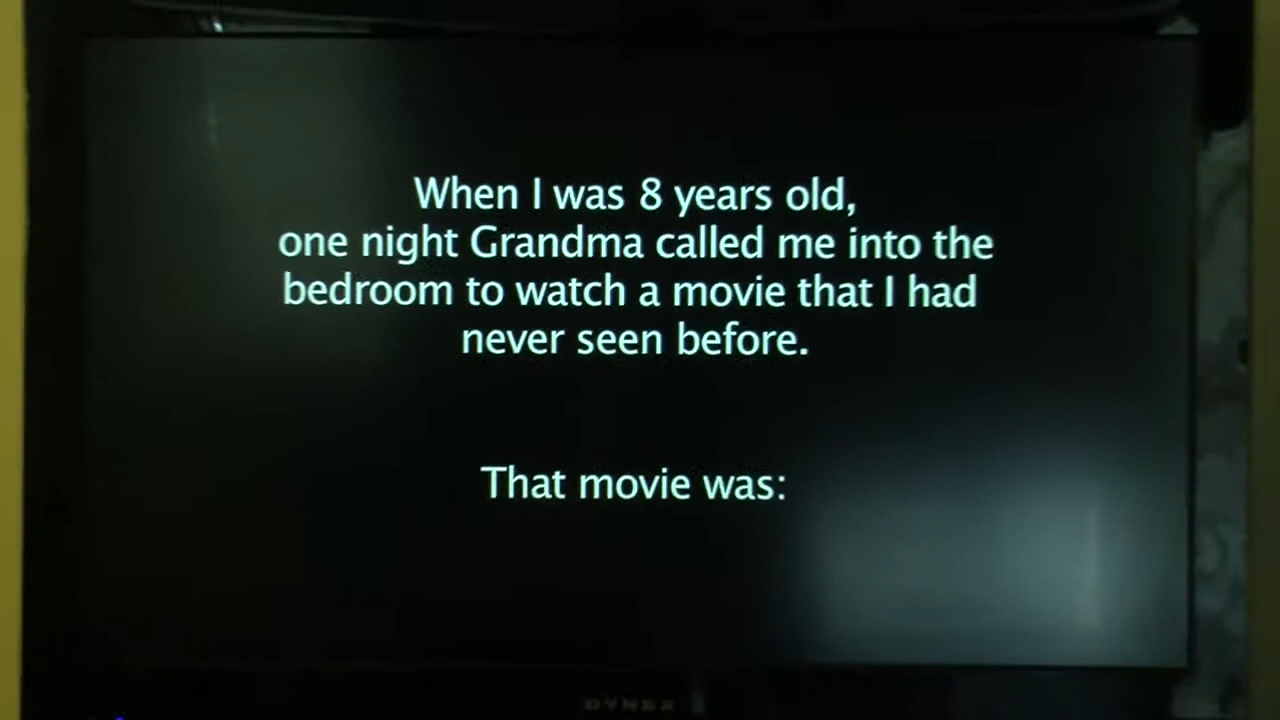 When I was 8 years old,
one night Grandma called me into the
bedroom to watch a movie that I had
never seen before.
That movie was:
DYNEX